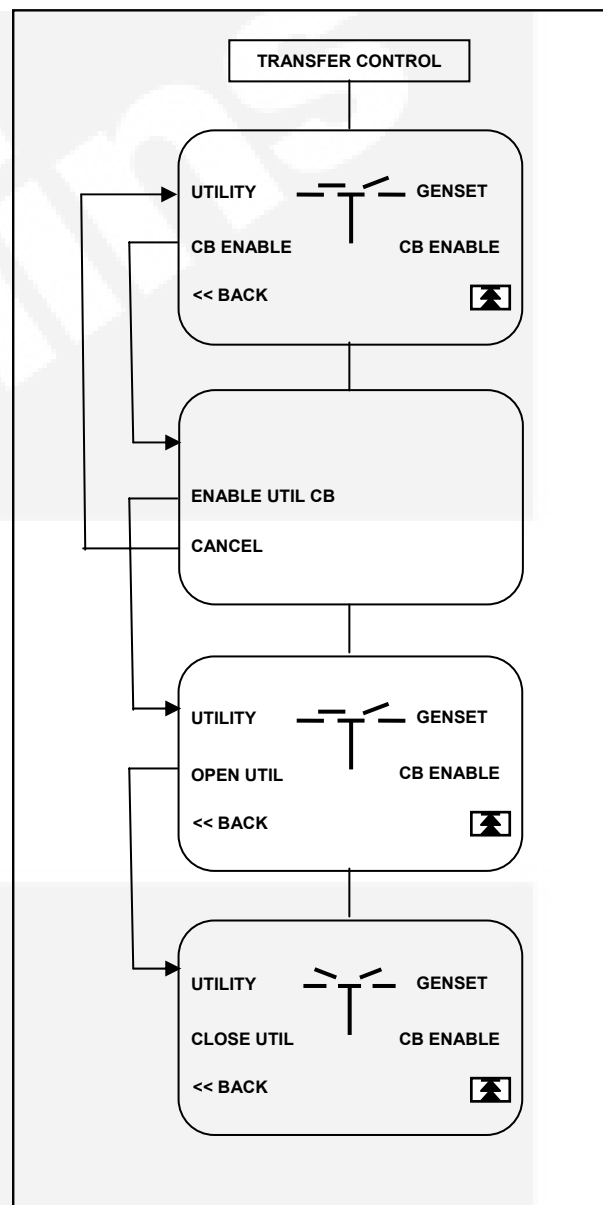 TRANSFER CONTROL
UTILITY GENSET
CB ENABLE CB ENABLE
<< BACK
ENABLE UTIL CB
CANCEL
UTILITY GENSET
OPEN UTIL CB ENABLE
<< BACK
UTILITY GENSET
CLOSE UTIL CB ENABLE
<< BACK